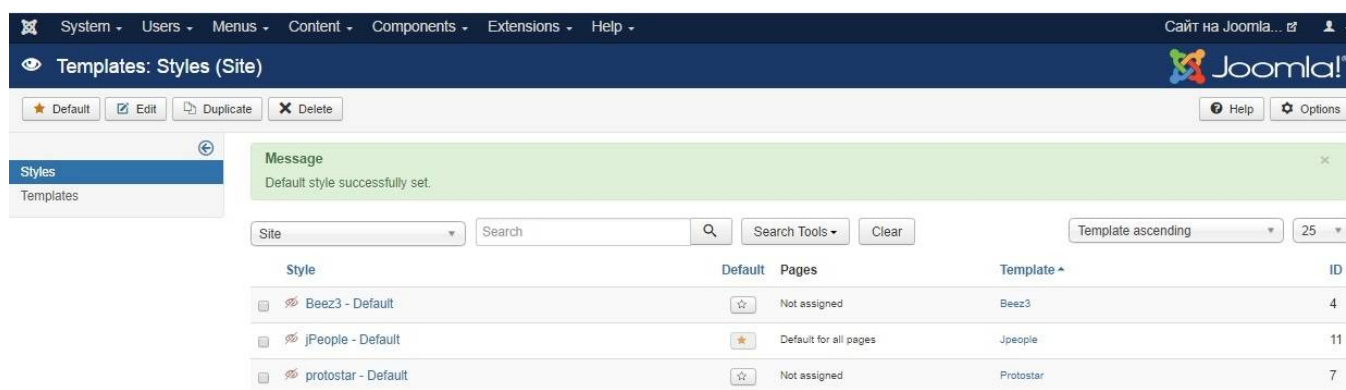 System Users Menus Content Components Extensions Help Сайт на Joomla...
Templates: Styles (Site) Joomla!®
Default Edit Duplicate Delete Help Options
Styles
Templates
Message ×
Default style successfully set.
Site Search Search Tools Clear Template ascending 25
Style Default Pages Template ID
Beez3 - Default Not assigned Beez3 4
jPeople - Default Default for all pages Jpeople 11
protostar - Default Not assigned Protostar 7